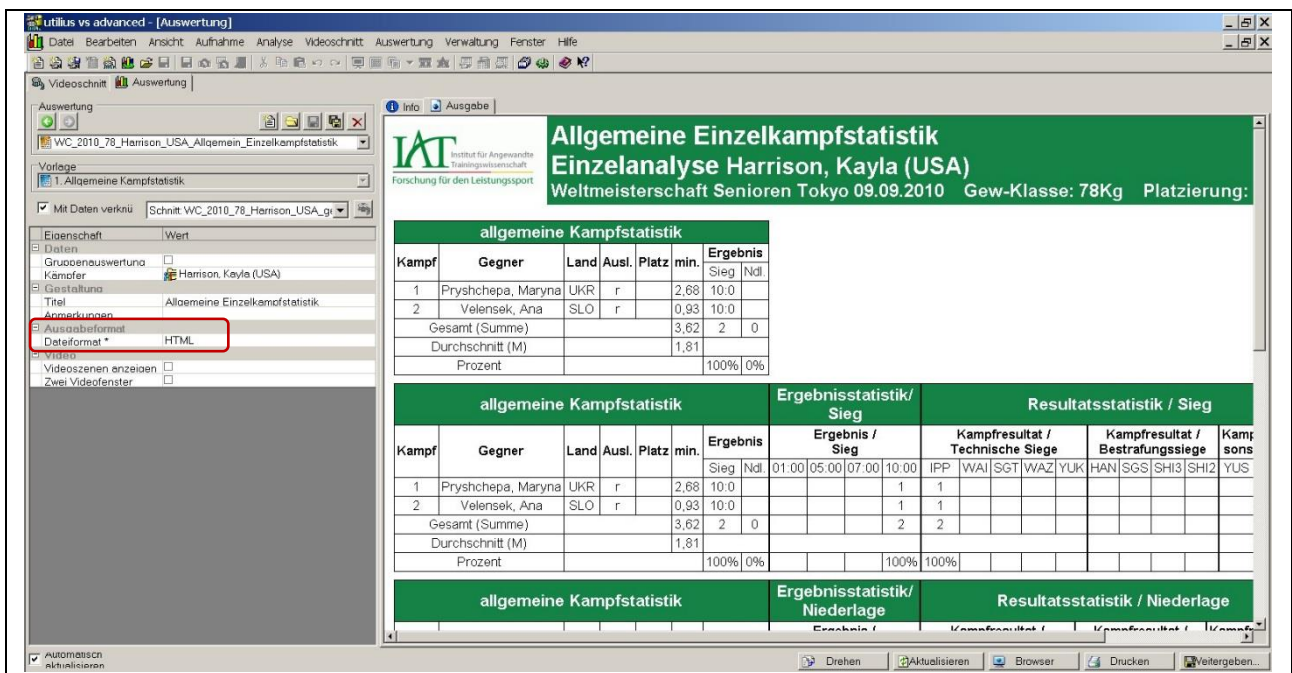 utilius vs advanced - [Auswertung]
Datei Bearbeiten Ansicht Aufnahme Analyse Videoschnitt Auswertung Verwaltung Fenster Hilfe
Videoschnitt Auswertung
Auswertung
WC_2010_78_Harrison_USA_Allgemein_Einzelkampfstatistik
Vorlage
1. Allgemeine Kampfstatistik
Mit Daten verknü Schnitt: WC_2010_78_Harrison_USA_ge
Eigenschaft Wert
Daten
Gruppenauswertung
Kämpfer Harrison, Kayla (USA)
Gestaltung
Titel Allgemeine Einzelkampfstatistik
Anmerkungen
Ausgabeformat
Dateiformat * HTML
Video
Videoszenen anzeigen
Zwei Videofenster
Automatisch
aktualisieren
Info Ausgabe
IAT Institut für Angewandte
Trainingswissenschaft
Forschung für den Leistungssport
Allgemeine Einzelkampfstatistik
Einzelanalyse Harrison, Kayla (USA)
Weltmeisterschaft Senioren Tokyo 09.09.2010 Gew-Klasse: 78Kg Platzierung:
allgemeine Kampfstatistik
Kampf Gegner Land Ausl. Platz min. Ergebnis
Sieg Ndl.
1 Pryshchepa, Maryna UKR r 2,68 10:0
2 Velensek, Ana SLO r 0,93 10:0
Gesamt (Summe) 3,62 2 0
Durchschnitt (M) 1,81
Prozent 100% 0%
allgemeine Kampfstatistik Ergebnisstatistik/ Sieg Resultatsstatistik / Sieg
Kampf Gegner Land Ausl. Platz min. Ergebnis Ergebnis / Sieg Kampfresultat / Technische Siege Kampfresultat / Bestrafungssiege Kamp sons
Sieg Ndl. 01:00 05:00 07:00 10:00 IPP WAI SGT WAZ YUK HAN SGS SHI3 SHI2 YUS
1 Pryshchepa, Maryna UKR r 2,68 10:0 1 1
2 Velensek, Ana SLO r 0,93 10:0 1 1
Gesamt (Summe) 3,62 2 0 2 2
Durchschnitt (M) 1,81
Prozent 100% 0% 100% 100%
allgemeine Kampfstatistik Ergebnisstatistik/ Niederlage Resultatsstatistik / Niederlage
Ergebnis / Kampfresultat / Kampfresultat / Kampfr
Drehen Aktualisieren Browser Drucken Weitergeben...